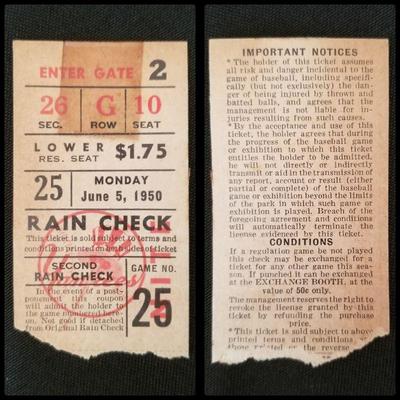 ENTER GATE 2
26 G 10
SEC. ROW SEAT
LOWER
RES. SEAT $1.75
25 MONDAY
June 5, 1950
RAIN CHECK
This ticket is sold subject to terms and
conditions printed on back of ticket
SECOND
RAIN CHECK
GAME NO.
25
In the event of a post-
ponement this coupon
will admit the holder to
the game numbered here-
on. Not good if detached
from Original Rain Check
IMPORTANT NOTICES
* The holder of this ticket assumes
all risk and danger incidental to the
game of baseball, including specifical-
ly (but not exclusively) the dan-
ger of being injured by thrown and
batted balls, and agrees that the
management is not liable for in-
juries resulting from such causes.
* By the acceptance and use of this
ticket, the holder agrees that during
the progress of the baseball game
or exhibition to which this ticket
entitles the holder to be admitted,
he will not directly or indirectly
transmit or aid in the transmission of
any report, account or result (either
partial or complete) of the baseball
game or exhibition beyond the limits
of the park in which such game or
exhibition is played. Breach of the
foregoing agreement and conditions
will automatically terminate the
license evidenced by this ticket.
CONDITIONS
If a regulation game be not played
this check may be exchanged for a
ticket for any other game this sea-
son. If punched it can be exchanged
at the EXCHANGE BOOTH, at the
value of 50c only.
The management reserves the right to
revoke the license granted by this
ticket by refunding the purchase
price.
* This ticket is sold subject to above
printed terms and conditions,
those related on the reverse